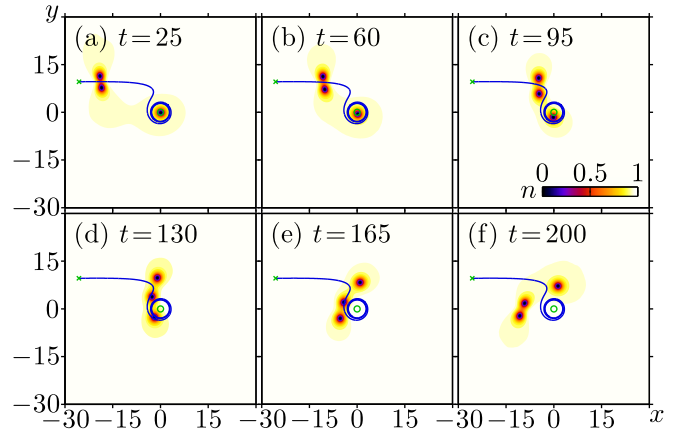 y
(a) t=25
(b) t=60
(c) t=95
15
0
−15
−30
0 0.5 1
n
(d) t=130
(e) t=165
(f) t=200
15
0
−15
−30
−30 −15 0 15 −30 −15 0 15 −30 −15 0 15 x